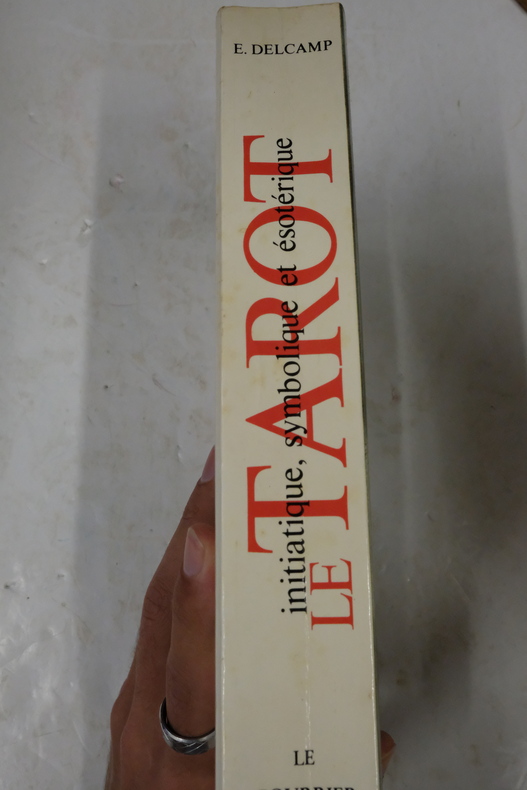 E. DELCAMP
LE TAROT
initiatique, symbolique et ésotérique
LE